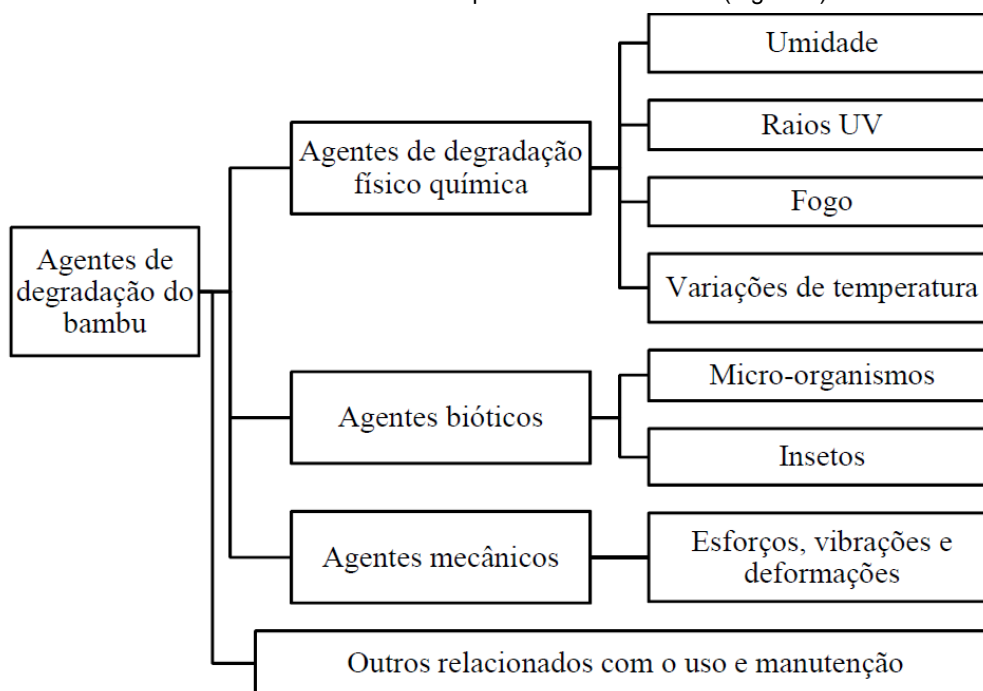 Umidade
Agentes de degradação
físico química
Raios UV
Fogo
Variações de temperatura
Agentes de
degradação do
bambu
Agentes bióticos
Micro-organismos
Insetos
Agentes mecânicos
Esforços, vibrações e
deformações
Outros relacionados com o uso e manutenção